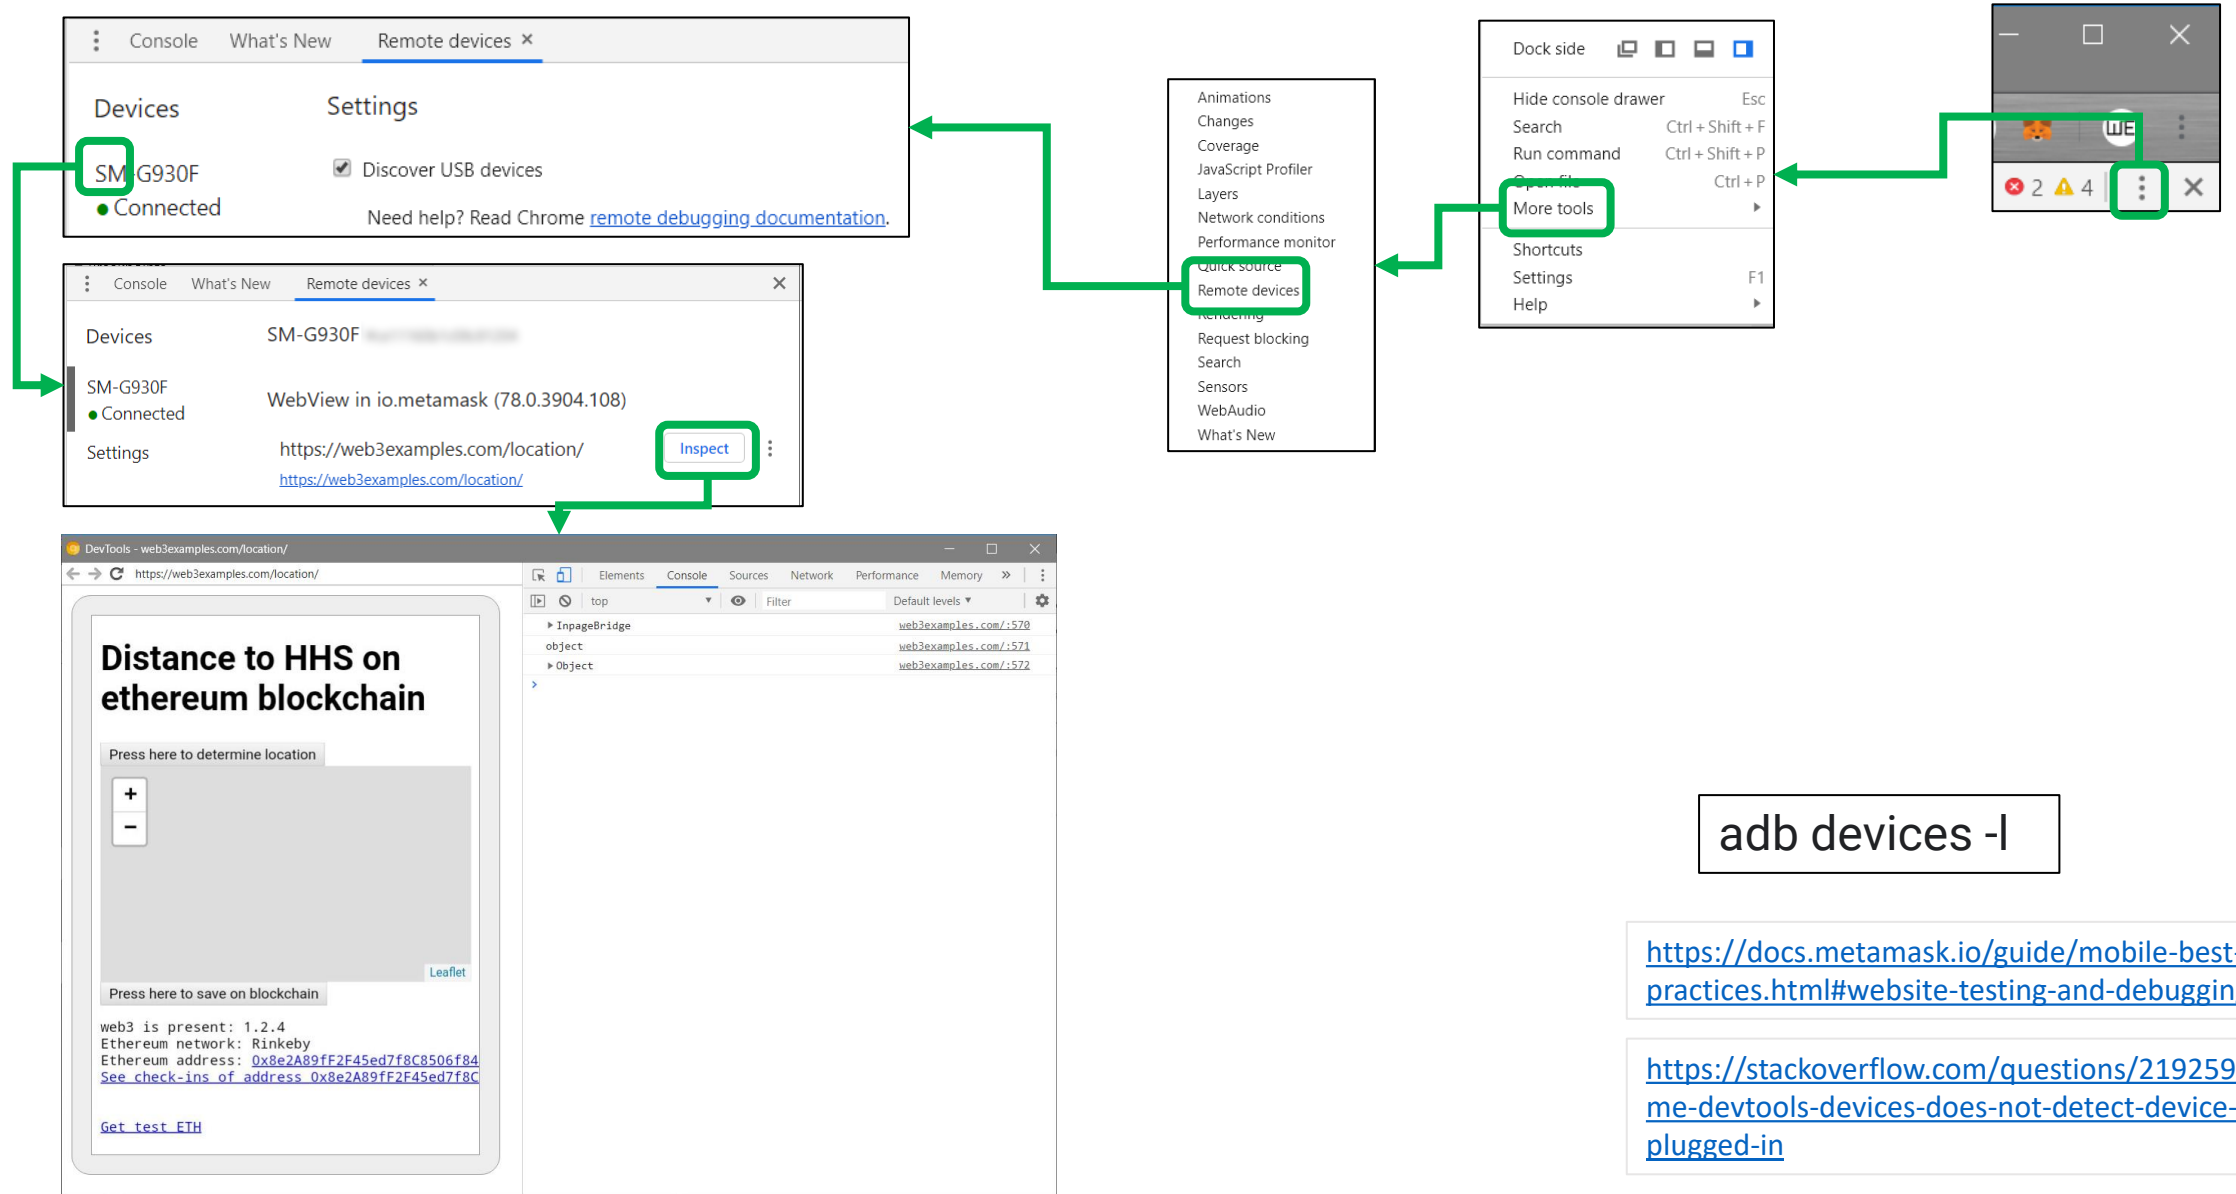 Console What's New Remote devices ×
Devices Settings
SM-G930F Discover USB devices
Connected Need help? Read Chrome remote debugging documentation.
Console What's New Remote devices ×
Devices SM-G930F
SM-G930F
Connected WebView in io.metamask (78.0.3904.108)
Settings https://web3examples.com/location/ Inspect
https://web3examples.com/location/
Animations
Changes
Coverage
JavaScript Profiler
Layers
Network conditions
Performance monitor
Quick source
Remote devices
Rendering
Request blocking
Search
Sensors
WebAudio
What's New
Dock side
Hide console drawer Esc
Search Ctrl + Shift + F
Run command Ctrl + Shift + P
Open file Ctrl + P
More tools
Shortcuts
Settings F1
Help
WE
2 4
DevTools - web3examples.com/location/
https://web3examples.com/location/
Elements Console Sources Network Performance Memory »
top Filter Default levels
InpageBridge web3examples.com/:570
object web3examples.com/:571
Object web3examples.com/:572
Distance to HHS on
ethereum blockchain
Press here to determine location
+
−
Leaflet
Press here to save on blockchain
web3 is present: 1.2.4
Ethereum network: Rinkeby
Ethereum address: 0x8e2A89fF2F45ed7f8C8506f84
See check-ins of address 0x8e2A89fF2F45ed7f8C
Get test ETH
adb devices -l
https://docs.metamask.io/guide/mobile-best-
practices.html#website-testing-and-debuggin
https://stackoverflow.com/questions/219259
me-devtools-devices-does-not-detect-device-
plugged-in